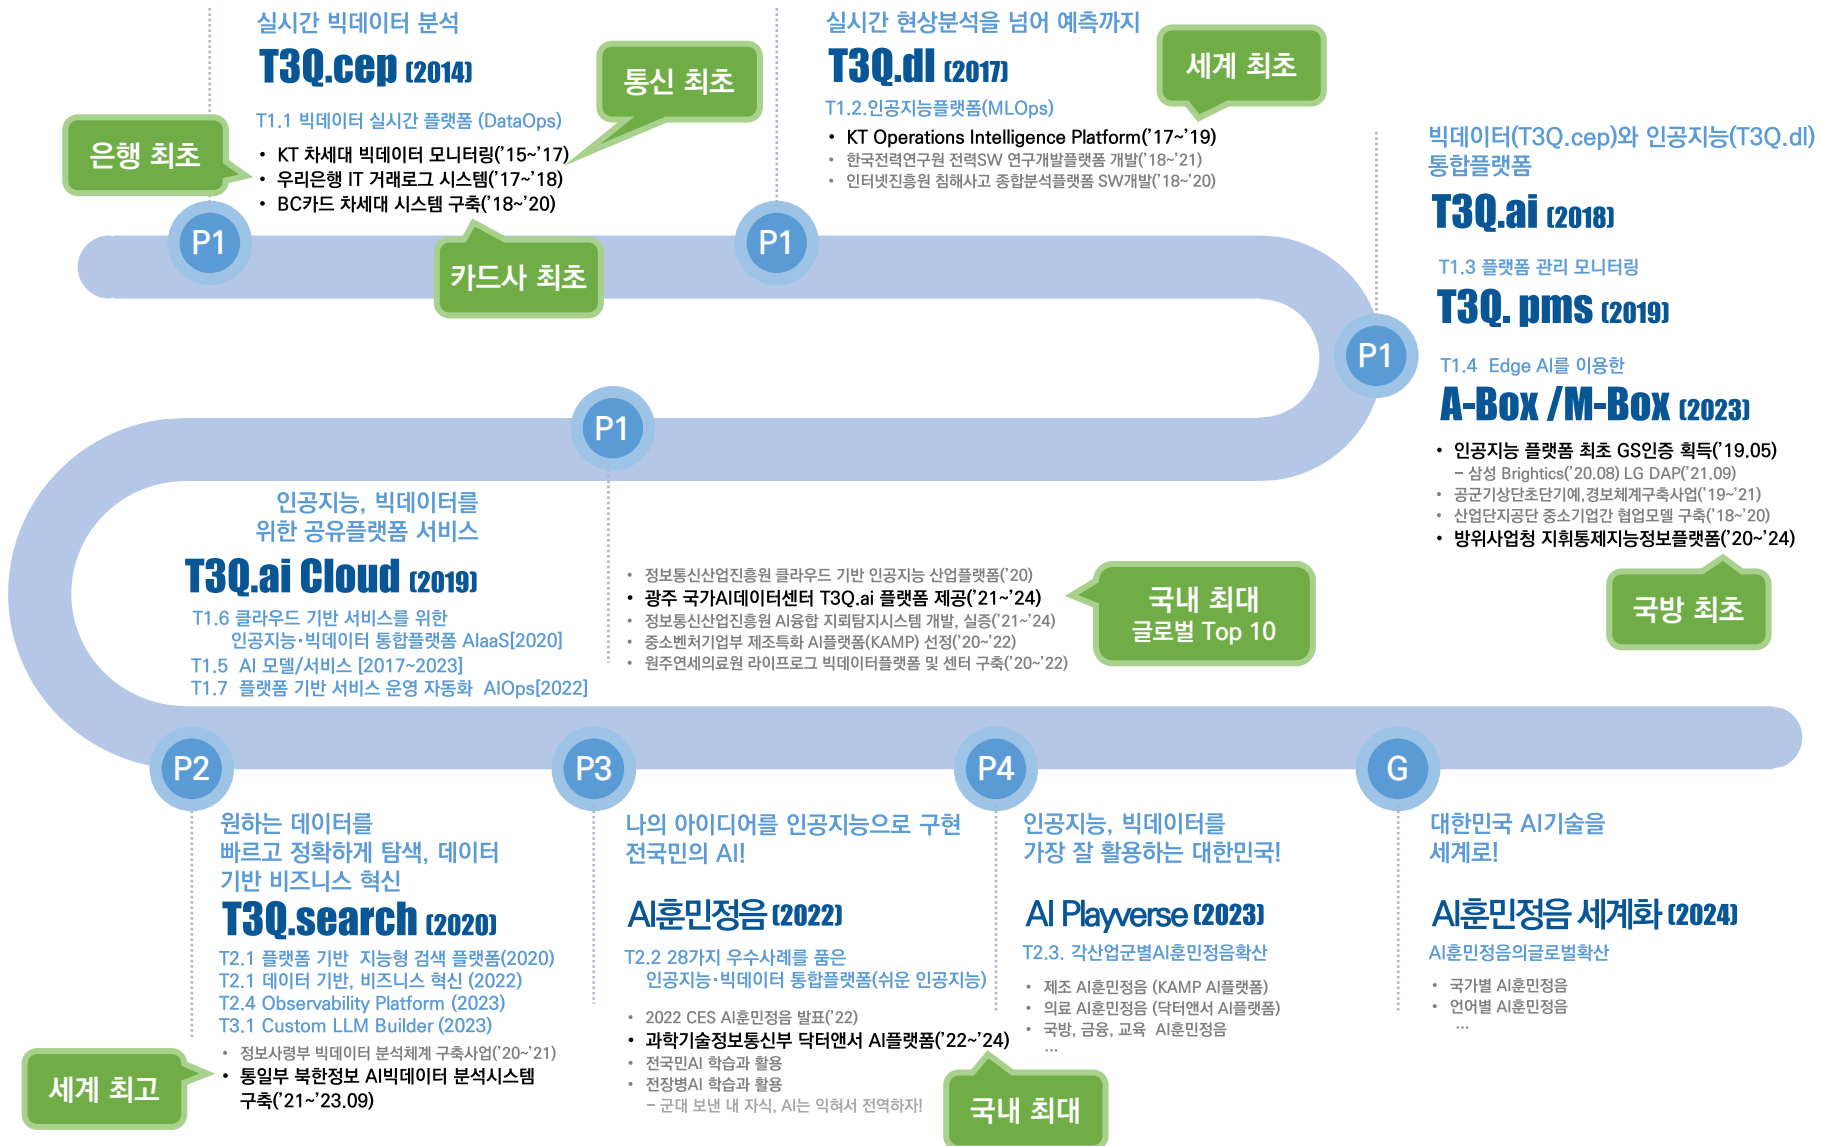 실시간 빅데이터 분석
T3Q.cep (2014)
T1.1 빅데이터 실시간 플랫폼 (DataOps)
• KT 차세대 빅데이터 모니터링('15~'17)
• 우리은행 IT 거래로그 시스템('17~'18)
• BC카드 차세대 시스템 구축('18~'20)
은행 최초
통신 최초
카드사 최초
P1
실시간 현상분석을 넘어 예측까지
T3Q.dl (2017)
T1.2.인공지능플랫폼(MLOps)
• KT Operations Intelligence Platform('17~'19)
• 한국전력연구원 전력SW 연구개발플랫폼 개발('18~'21)
• 인터넷진흥원 침해사고 종합분석플랫폼 SW개발('18~'20)
세계 최초
P1
빅데이터(T3Q.cep)와 인공지능(T3Q.dl)
통합플랫폼
T3Q.ai (2018)
T1.3 플랫폼 관리 모니터링
T3Q. pms (2019)
T1.4 Edge AI를 이용한
A-Box /M-Box (2023)
• 인공지능 플랫폼 최초 GS인증 획득('19.05)
– 삼성 Brightics('20.08) LG DAP('21.09)
• 공군기상단초단기예,경보체계구축사업('19~'21)
• 산업단지공단 중소기업간 협업모델 구축('18~'20)
• 방위사업청 지휘통제지능정보플랫폼('20~'24)
국방 최초
P1
P1
인공지능, 빅데이터를
위한 공유플랫폼 서비스
T3Q.ai Cloud (2019)
T1.6 클라우드 기반 서비스를 위한
인공지능·빅데이터 통합플랫폼 AIaaS[2020]
T1.5 AI 모델/서비스 [2017~2023]
T1.7 플랫폼 기반 서비스 운영 자동화 AIOps[2022]
• 정보통신산업진흥원 클라우드 기반 인공지능 산업플랫폼('20)
• 광주 국가AI데이터센터 T3Q.ai 플랫폼 제공('21~'24)
• 정보통신산업진흥원 AI융합 지뢰탐지시스템 개발, 실증('21~'24)
• 중소벤처기업부 제조특화 AI플랫폼(KAMP) 선정('20~'22)
• 원주연세의료원 라이프로그 빅데이터플랫폼 및 센터 구축('20~'22)
국내 최대
글로벌 Top 10
P2
원하는 데이터를
빠르고 정확하게 탐색, 데이터
기반 비즈니스 혁신
T3Q.search (2020)
T2.1 플랫폼 기반 지능형 검색 플랫폼(2020)
T2.1 데이터 기반, 비즈니스 혁신 (2022)
T2.4 Observability Platform (2023)
T3.1 Custom LLM Builder (2023)
• 정보사령부 빅데이터 분석체계 구축사업('20~'21)
• 통일부 북한정보 AI빅데이터 분석시스템
구축('21~'23.09)
세계 최고
P3
나의 아이디어를 인공지능으로 구현
전국민의 AI!
AI훈민정음 (2022)
T2.2 28가지 우수사례를 품은
인공지능·빅데이터 통합플랫폼(쉬운 인공지능)
• 2022 CES AI훈민정음 발표('22)
• 과학기술정보통신부 닥터앤서 AI플랫폼('22~'24)
• 전국민AI 학습과 활용
• 전장병AI 학습과 활용
– 군대 보낸 내 자식, AI는 익혀서 전역하자!
국내 최대
P4
인공지능, 빅데이터를
가장 잘 활용하는 대한민국!
AI Playverse (2023)
T2.3. 각산업군별AI훈민정음확산
• 제조 AI훈민정음 (KAMP AI플랫폼)
• 의료 AI훈민정음 (닥터앤서 AI플랫폼)
• 국방, 금융, 교육 AI훈민정음
...
G
대한민국 AI기술을
세계로!
AI훈민정음 세계화 (2024)
AI훈민정음의글로벌확산
• 국가별 AI훈민정음
• 언어별 AI훈민정음
...